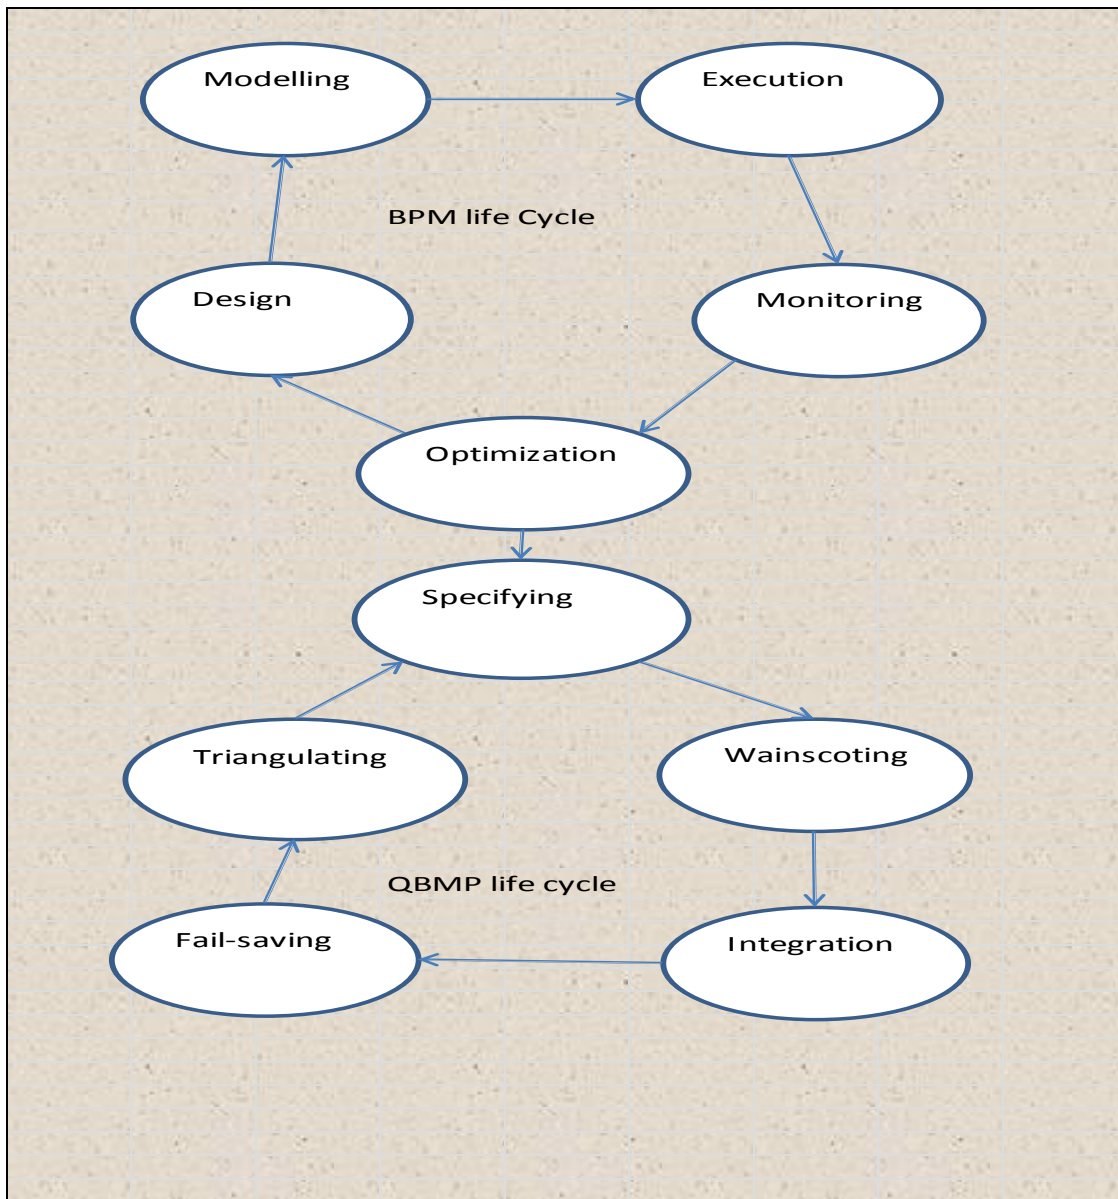 Modelling
Execution
BPM life Cycle
Design
Monitoring
Optimization
Specifying
Triangulating
Wainscoting
QBMP life cycle
Fail-saving
Integration